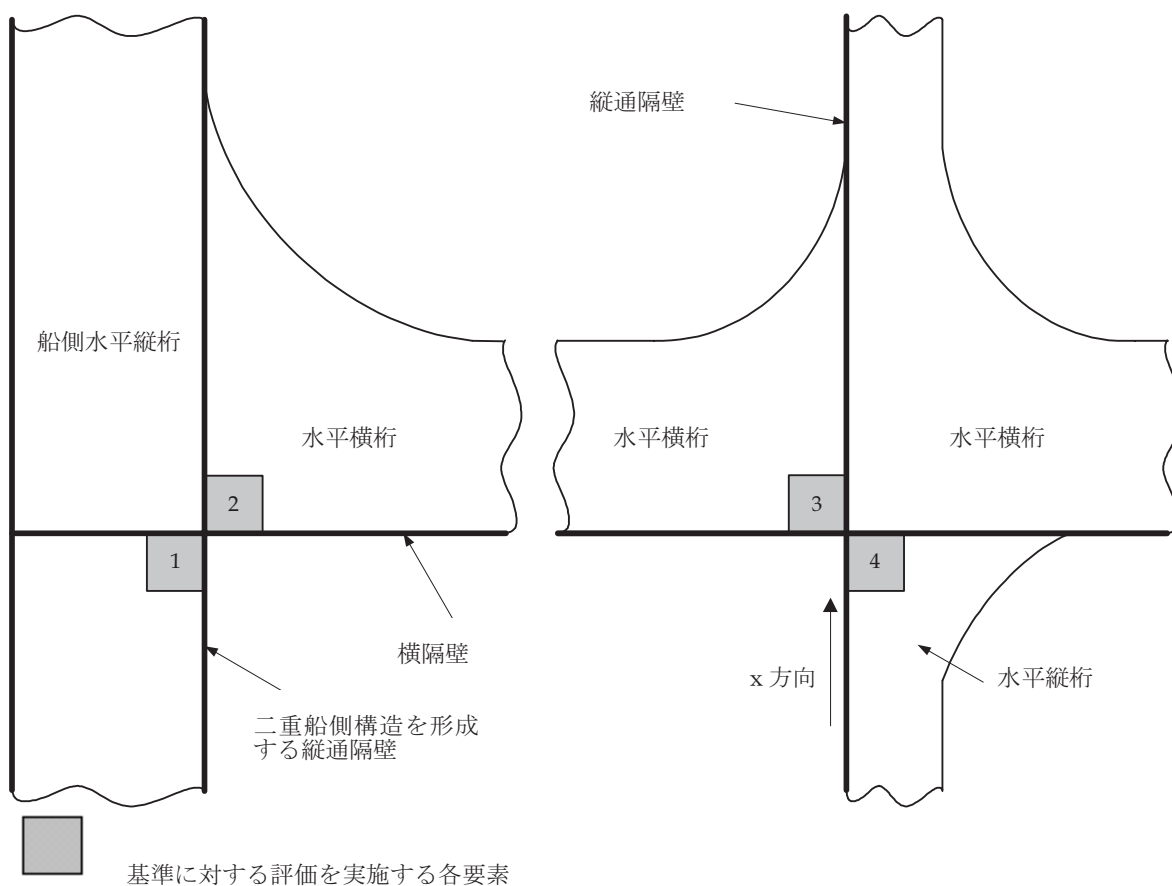 縦通隔壁
船側水平縦桁
水平横桁
水平横桁
水平横桁
2
3
1
4
横隔壁
x 方向
水平縦桁
二重船側構造を形成
する縦通隔壁
基準に対する評価を実施する各要素